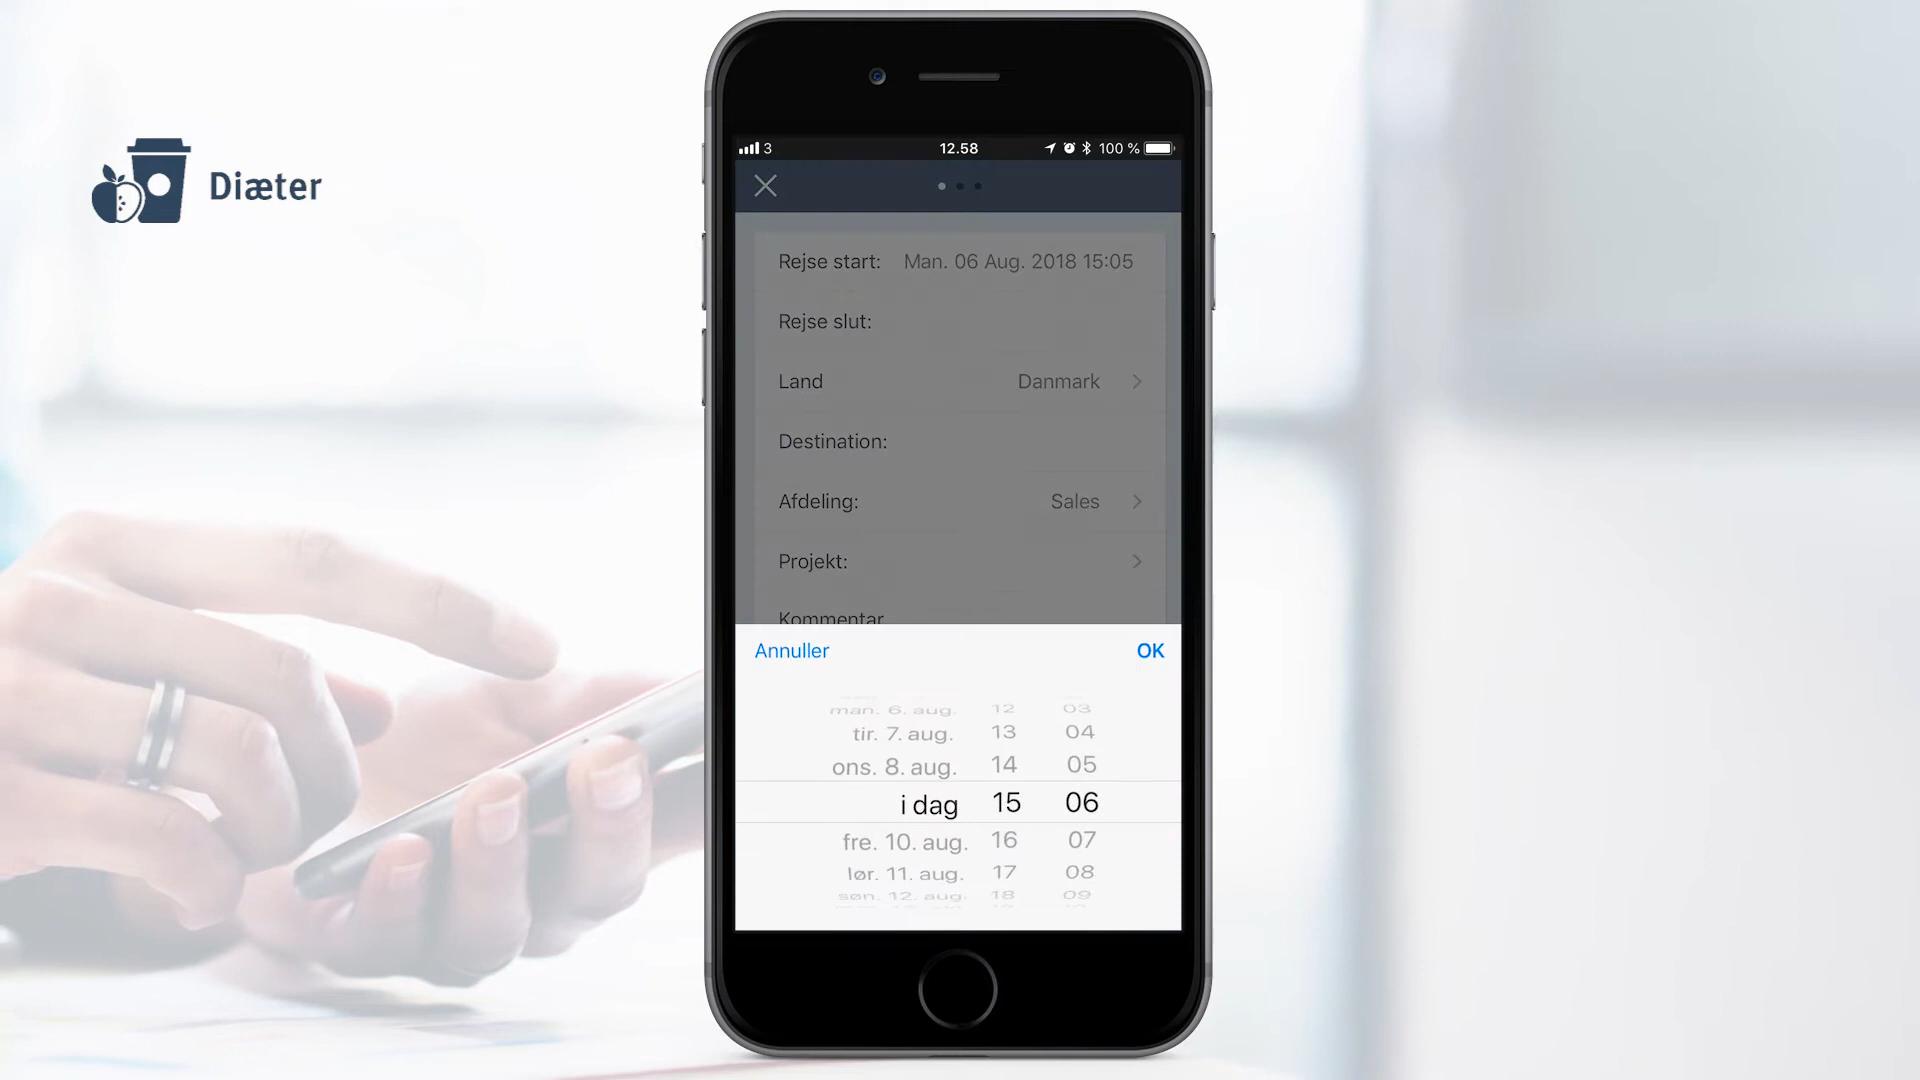 Diæter
3 12.58 100 %
Rejse start: Man. 06 Aug. 2018 15:05
Rejse slut:
Land Danmark
Destination:
Afdeling: Sales
Projekt:
Kommentar
Annuller OK
man. 6. aug. 12 03
tir. 7. aug. 13 04
ons. 8. aug. 14 05
i dag 15 06
fre. 10. aug. 16 07
lør. 11. aug. 17 08
søn. 12. aug. 18 09